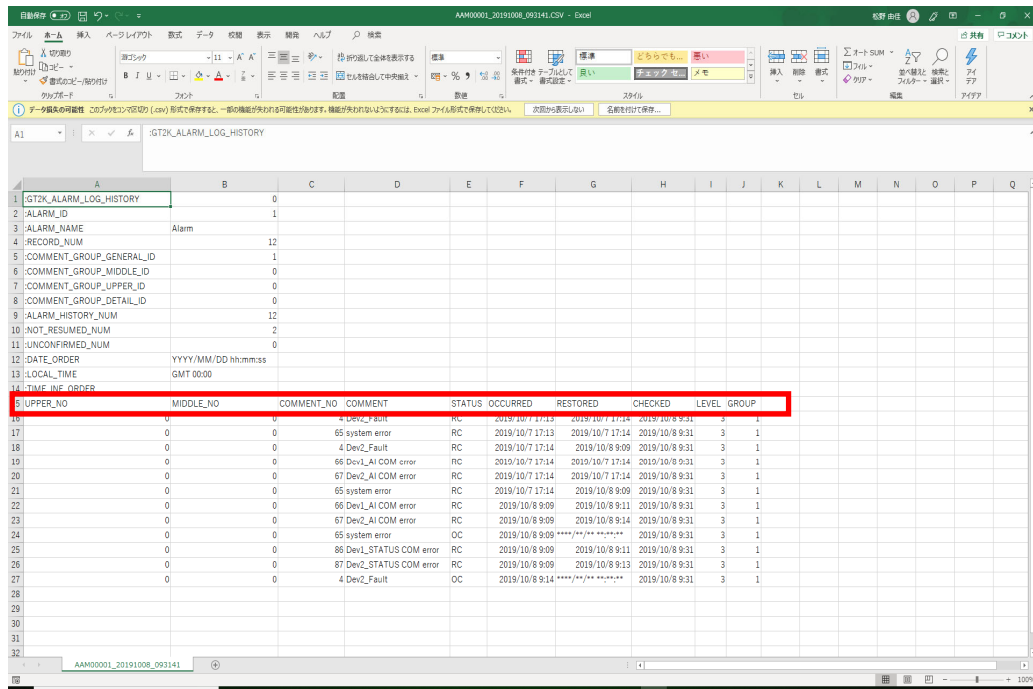 自動保存 オフ AAM00001_20191008_093141.CSV - Excel 松野 由佳
ファイル ホーム 挿入 ページレイアウト 数式 データ 校閲 表示 開発 ヘルプ 検索 共有 コメント
貼り付け 切り取り コピー 書式のコピー/貼り付け クリップボード
游ゴシック 11 B I U フォント
折り返して全体を表示する セルを結合して中央揃え 配置
標準 % 数値
条件付き書式 テーブルとして書式設定 標準 どちらでも... 悪い 良い チェック セ... メモ スタイル
挿入 削除 書式 セル
オート SUM フィル クリア 並べ替えと フィルター 検索と選択 編集
アイデア アイデア
データ損失の可能性 このブックをコンマ区切り (.csv) 形式で保存すると、一部の機能が失われる可能性があります。機能が失われないようにするには、Excel ファイル形式で保存してください。 次回から表示しない 名前を付けて保存...
A1 fx :GT2K_ALARM_LOG_HISTORY
A B C D E F G H I J K L M N O P Q
1 :GT2K_ALARM_LOG_HISTORY 0
2 :ALARM_ID 1
3 :ALARM_NAME Alarm
4 :RECORD_NUM 12
5 :COMMENT_GROUP_GENERAL_ID 1
6 :COMMENT_GROUP_MIDDLE_ID 0
7 :COMMENT_GROUP_UPPER_ID 0
8 :COMMENT_GROUP_DETAIL_ID 0
9 :ALARM_HISTORY_NUM 12
10 :NOT_RESUMED_NUM 2
11 :UNCONFIRMED_NUM 0
12 :DATE_ORDER YYYY/MM/DD hh:mm:ss
13 :LOCAL_TIME GMT 00:00
14 :TIME_INF_ORDER
5 UPPER_NO MIDDLE_NO COMMENT_NO COMMENT STATUS OCCURRED RESTORED CHECKED LEVEL GROUP
16 0 0 4 Dev2_Fault RC 2019/10/7 17:13 2019/10/7 17:14 2019/10/8 9:31 3 1
17 0 0 65 system error RC 2019/10/7 17:13 2019/10/7 17:14 2019/10/8 9:31 3 1
18 0 0 4 Dev2_Fault RC 2019/10/7 17:14 2019/10/8 9:09 2019/10/8 9:31 3 1
19 0 0 66 Dev1_AI COM error RC 2019/10/7 17:14 2019/10/7 17:14 2019/10/8 9:31 3 1
20 0 0 67 Dev2_AI COM error RC 2019/10/7 17:14 2019/10/7 17:14 2019/10/8 9:31 3 1
21 0 0 65 system error RC 2019/10/7 17:14 2019/10/8 9:09 2019/10/8 9:31 3 1
22 0 0 66 Dev1_AI COM error RC 2019/10/8 9:09 2019/10/8 9:11 2019/10/8 9:31 3 1
23 0 0 67 Dev2_AI COM error RC 2019/10/8 9:09 2019/10/8 9:14 2019/10/8 9:31 3 1
24 0 0 65 system error OC 2019/10/8 9:09 ****/**/** **:**:** 2019/10/8 9:31 3 1
25 0 0 86 Dev1_STATUS COM error RC 2019/10/8 9:09 2019/10/8 9:11 2019/10/8 9:31 3 1
26 0 0 87 Dev2_STATUS COM error RC 2019/10/8 9:09 2019/10/8 9:13 2019/10/8 9:31 3 1
27 0 0 4 Dev2_Fault OC 2019/10/8 9:14 ****/**/** **:**:** 2019/10/8 9:31 3 1
28
29
30
31
32
AAM00001_20191008_093141
100%